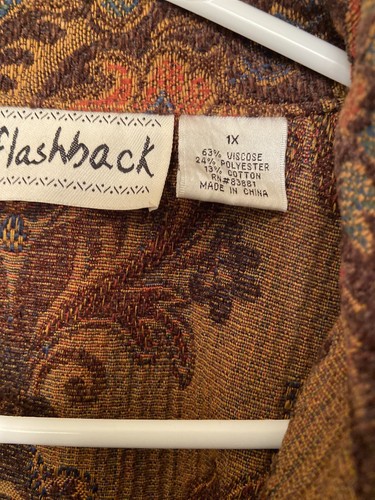 flashback
1X
63% VISCOSE
24% POLYESTER
13% COTTON
RN#83881
MADE IN CHINA